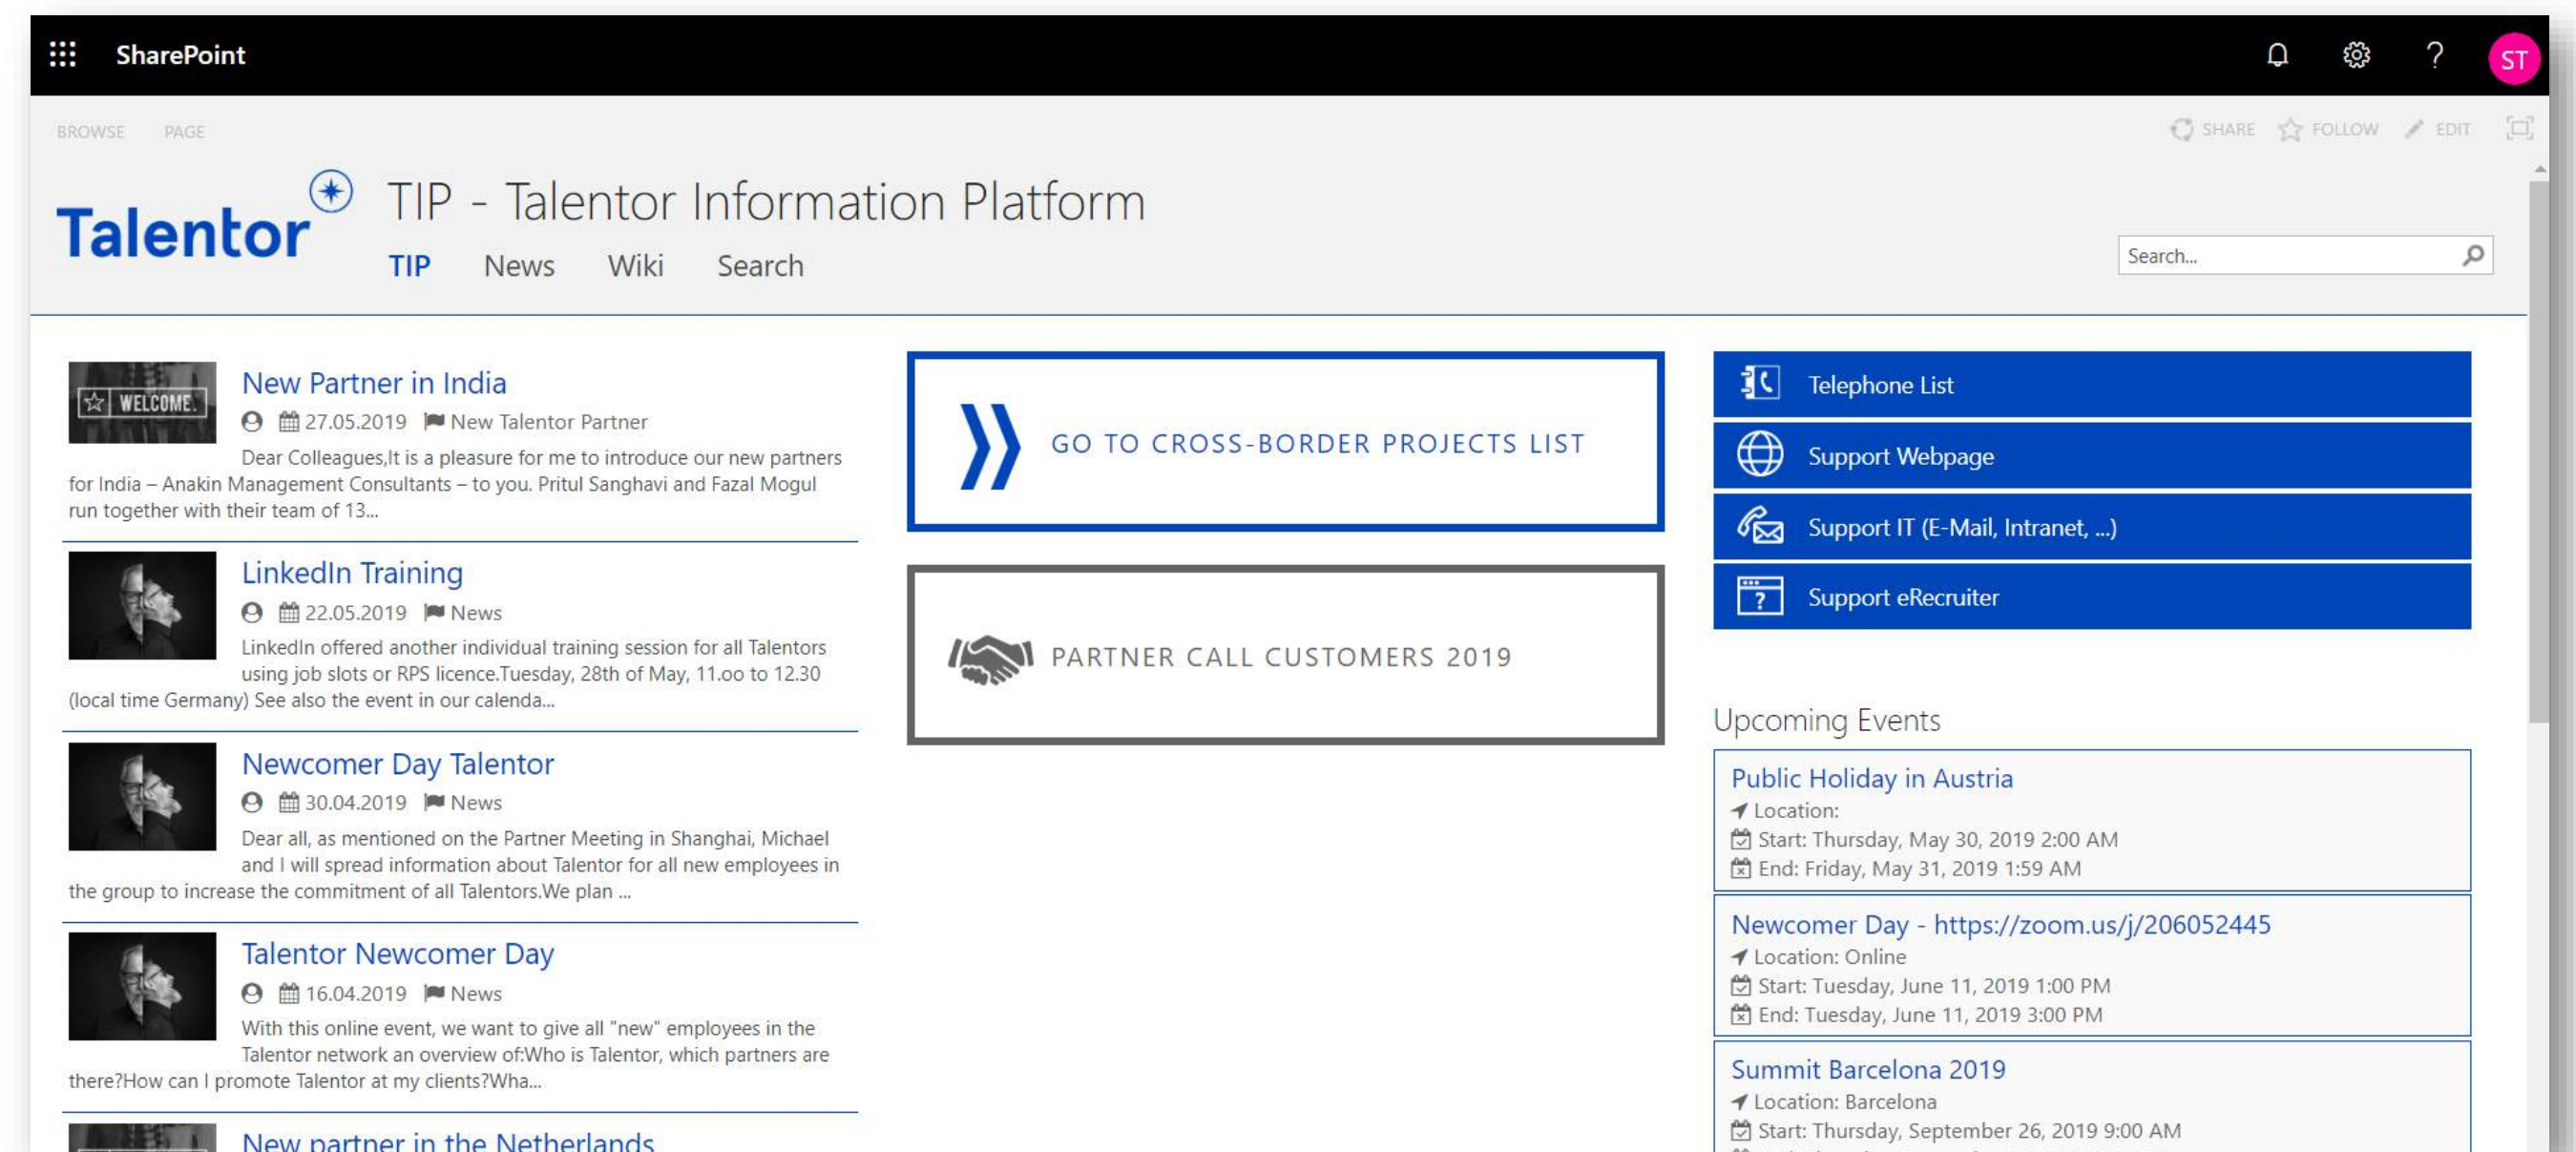 SharePoint
ST
BROWSE PAGE
SHARE FOLLOW EDIT
Talentor
TIP - Talentor Information Platform
TIP News Wiki Search
Search...
WELCOME.
New Partner in India
27.05.2019 New Talentor Partner
Dear Colleagues,It is a pleasure for me to introduce our new partners
for India – Anakin Management Consultants – to you. Pritul Sanghavi and Fazal Mogul
run together with their team of 13...
LinkedIn Training
22.05.2019 News
LinkedIn offered another individual training session for all Talentors
using job slots or RPS licence.Tuesday, 28th of May, 11.oo to 12.30
(local time Germany) See also the event in our calenda...
Newcomer Day Talentor
30.04.2019 News
Dear all, as mentioned on the Partner Meeting in Shanghai, Michael
and I will spread information about Talentor for all new employees in
the group to increase the commitment of all Talentors.We plan ...
Talentor Newcomer Day
16.04.2019 News
With this online event, we want to give all "new" employees in the
Talentor network an overview of:Who is Talentor, which partners are
there?How can I promote Talentor at my clients?Wha...
New partner in the Netherlands
GO TO CROSS-BORDER PROJECTS LIST
PARTNER CALL CUSTOMERS 2019
Telephone List
Support Webpage
Support IT (E-Mail, Intranet, ...)
Support eRecruiter
Upcoming Events
Public Holiday in Austria
Location:
Start: Thursday, May 30, 2019 2:00 AM
End: Friday, May 31, 2019 1:59 AM
Newcomer Day - https://zoom.us/j/206052445
Location: Online
Start: Tuesday, June 11, 2019 1:00 PM
End: Tuesday, June 11, 2019 3:00 PM
Summit Barcelona 2019
Location: Barcelona
Start: Thursday, September 26, 2019 9:00 AM